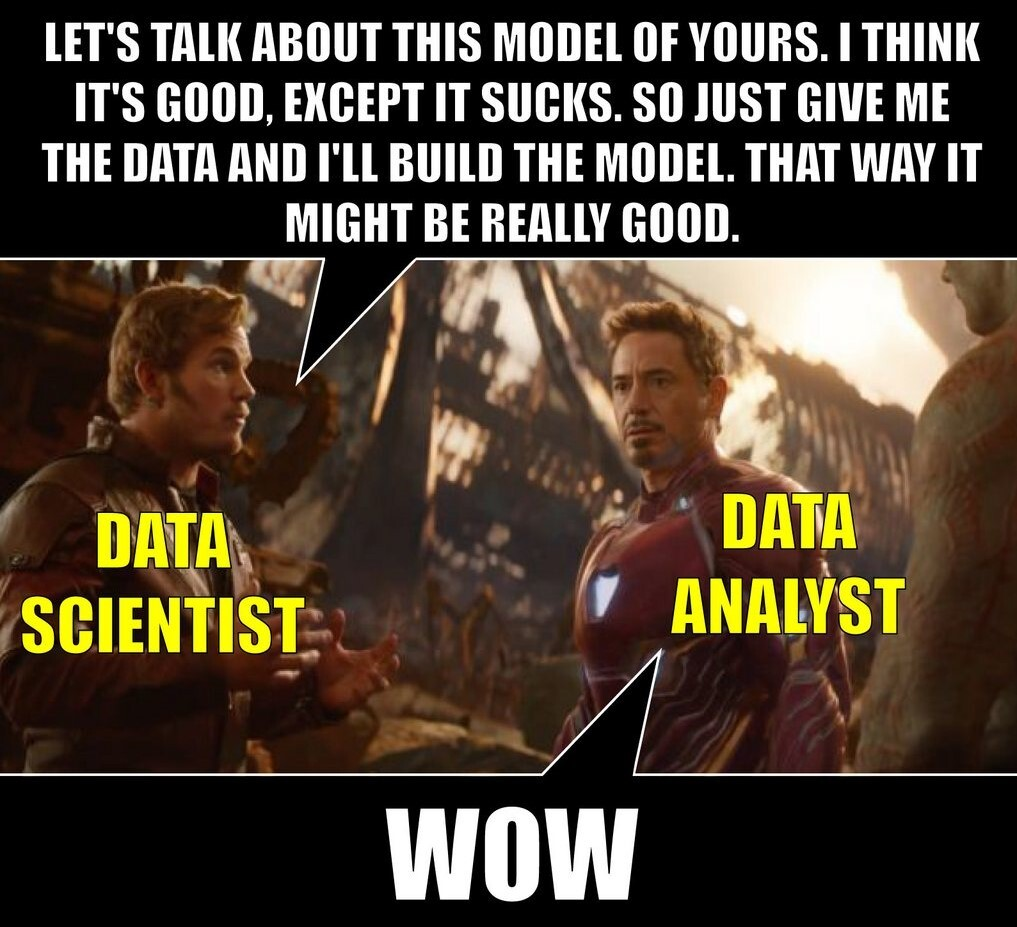 LET'S TALK ABOUT THIS MODEL OF YOURS. I THINK
IT'S GOOD, EXCEPT IT SUCKS. SO JUST GIVE ME
THE DATA AND I'LL BUILD THE MODEL. THAT WAY IT
MIGHT BE REALLY GOOD.
DATA
SCIENTIST
DATA
ANALYST
WOW